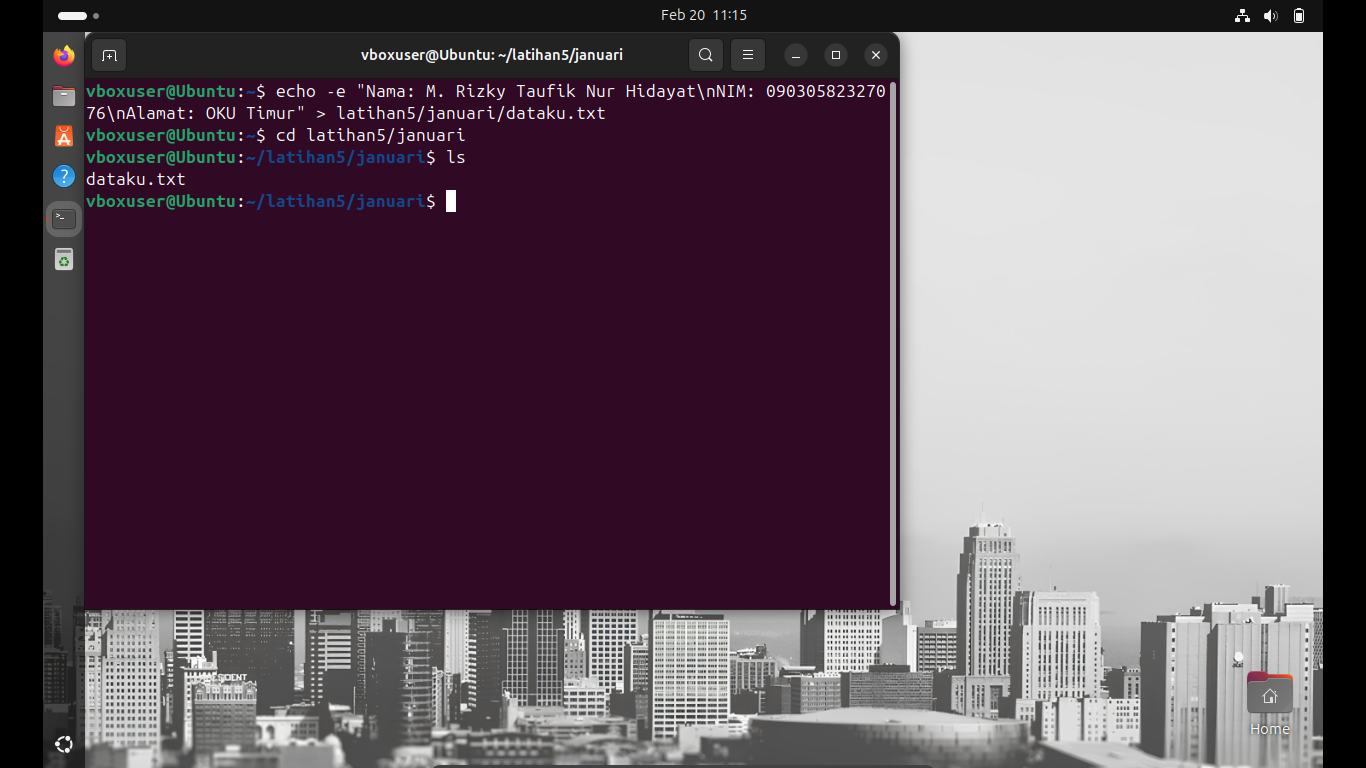 Feb 20 11:15
vboxuser@Ubuntu: ~/latihan5/januari
vboxuser@Ubuntu:~$ echo -e "Nama: M. Rizky Taufik Nur Hidayat\nNIM: 090305823270
76\nAlamat: OKU Timur" > latihan5/januari/dataku.txt
vboxuser@Ubuntu:~$ cd latihan5/januari
vboxuser@Ubuntu:~/latihan5/januari$ ls
dataku.txt
vboxuser@Ubuntu:~/latihan5/januari$
Home